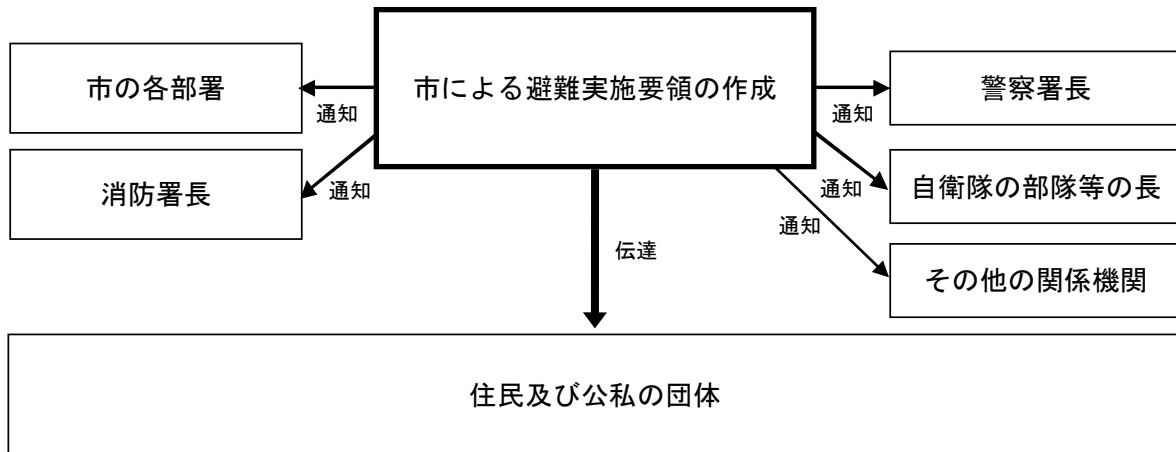 市による避難実施要領の作成
市の各部署
通知
消防署長
通知
警察署長
通知
自衛隊の部隊等の長
通知
その他の関係機関
通知
伝達
住民及び公私の団体